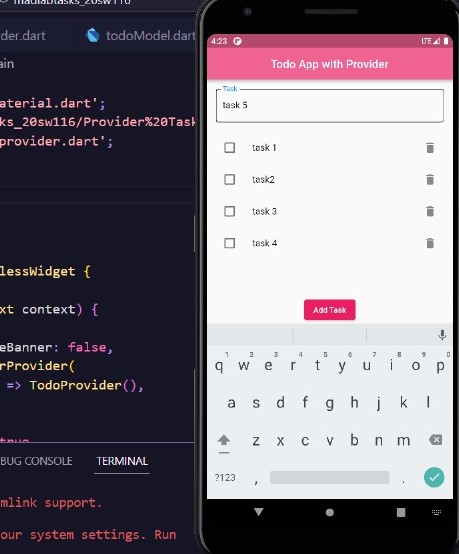 madlabtasks_20sw116
der.dart
todoModel.dart
ain
aterial.dart';
ks_20sw116/Provider%20Task
provider.dart';
lessWidget {
xt context) {
eBanner: false,
rProvider(
=> TodoProvider(),
true
BUG CONSOLE
TERMINAL
mlink support.
our system settings. Run
4:23
LTE
Todo App with Provider
Task
task 5
task 1
task2
task 3
task 4
Add Task
1 2 3 4 5 6 7 8 9 0
q w e r t y u i o p
a s d f g h j k l
z x c v b n m
?123 , .